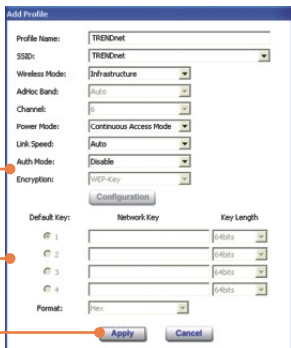 Add Profile
Profile Name: TRENDnet
SSID: TRENDnet
Wireless Mode: Infrastructure
AdHoc Band: Auto
Channel: 6
Power Mode: Continuous Access Mode
Link Speed: Auto
Auth Mode: Disable
Encryption: WEP-Key
Configuration
Default Key: Network Key Key Length
1 64bits
2 64bits
3 64bits
4 64bits
Format: Hex
Apply Cancel